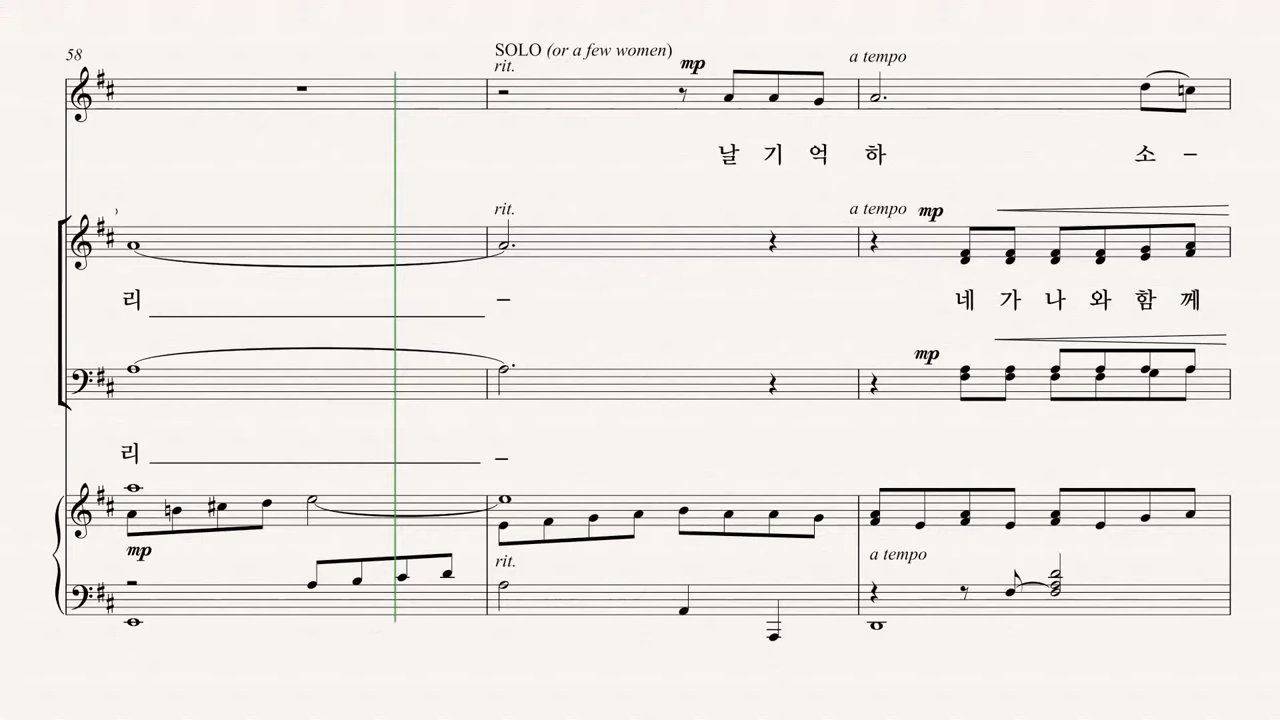 58
SOLO (or a few women)
rit. mp a tempo
날 기 억 하 소 –
rit. a tempo mp
리 – 네 가 나 와 함 께
mp
리 –
mp rit. a tempo